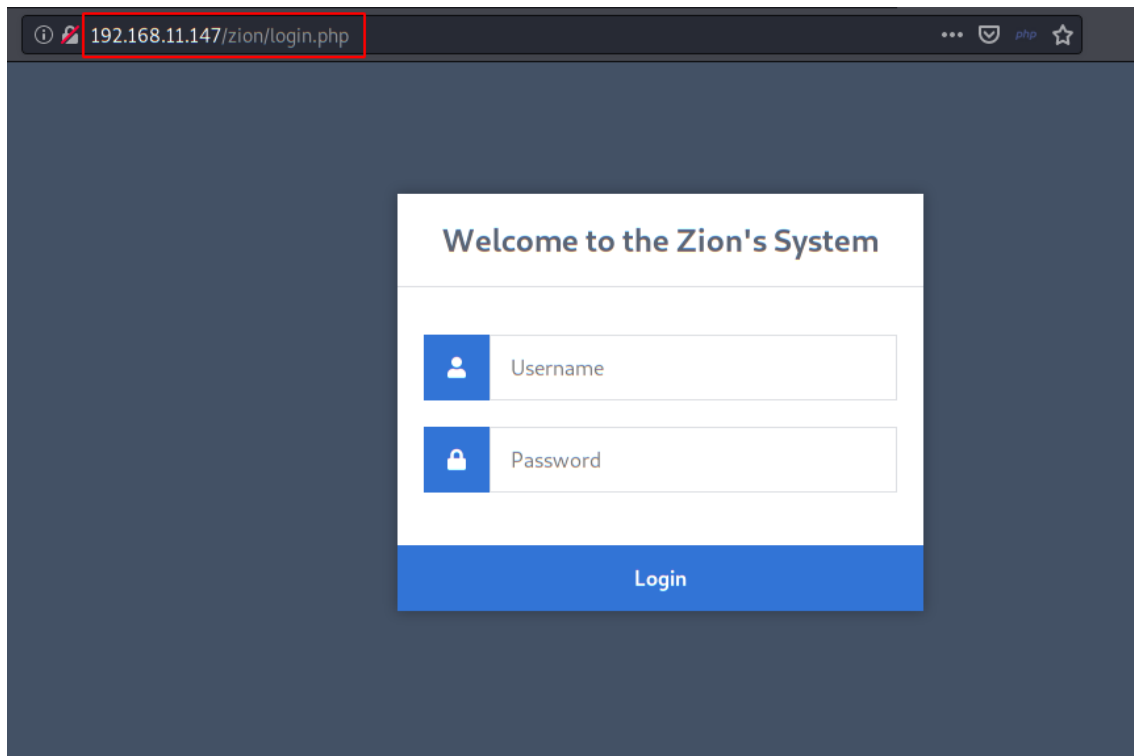 192.168.11.147/zion/login.php
php
Welcome to the Zion's System
Username
Password
Login